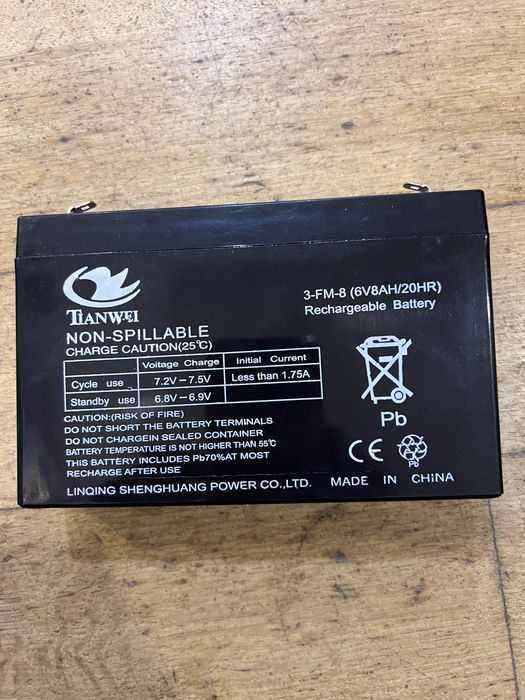 TIANWEI
3-FM-8 (6V8AH/20HR)
Rechargeable Battery
NON-SPILLABLE
CHARGE CAUTION(25℃)
Voltage Charge Initial Current
Cycle use 7.2V-7.5V Less than 1.75A
Standby use 6.8V-6.9V
Pb
CAUTION:(RISK OF FIRE)
DO NOT SHORT THE BATTERY TERMINALS
DO NOT CHARGEIN SEALED CONTAINER
BATTERY TEMPERATURE IS NOT HIGHER THAN 55℃
THIS BATTERY INCLUDES Pb70%AT MOST
RECHARGE AFTER USE
CE
Pb
LINQING SHENGHUANG POWER CO.,LTD. MADE IN CHINA